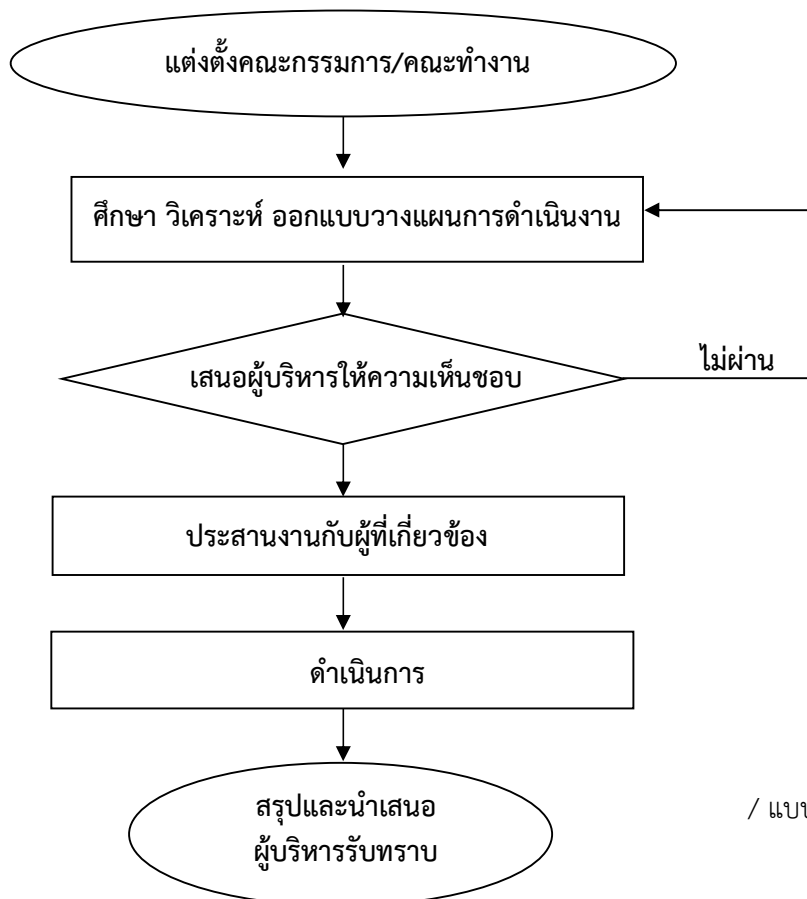 แต่งตั้งคณะกรรมการ/คณะทำงาน
ศึกษา วิเคราะห์ ออกแบบวางแผนการดำเนินงาน
เสนอผู้บริหารให้ความเห็นชอบ
ไม่ผ่าน
ประสานงานกับผู้ที่เกี่ยวข้อง
ดำเนินการ
สรุปและนำเสนอ
ผู้บริหารรับทราบ
/